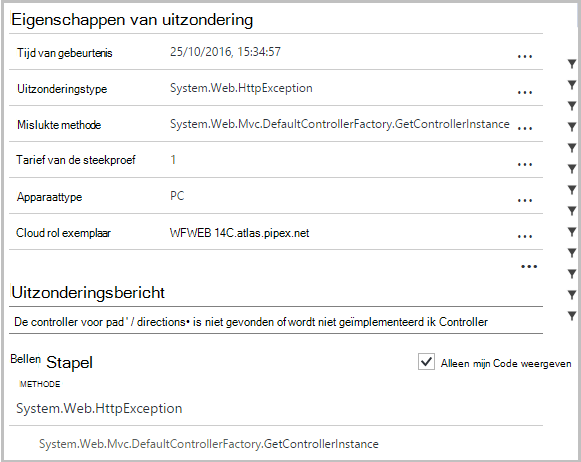 Eigenschappen van uitzondering
Tijd van gebeurtenis 25/10/2016, 15:34:57 ...
Uitzonderingstype System.Web.HttpException ...
Mislukte methode System.Web.Mvc.DefaultControllerFactory.GetControllerInstance ...
Tarief van de steekproef 1 ...
Apparaattype PC ...
Cloud rol exemplaar WFWEB 14C.atlas.pipex.net ...
...
Uitzonderingsbericht
De controller voor pad ' / directions• is niet gevonden of wordt niet geïmplementeerd ik Controller
Bellen Stapel Alleen mijn Code weergeven
METHODE
System.Web.HttpException
System.Web.Mvc.DefaultControllerFactory.GetControllerInstance